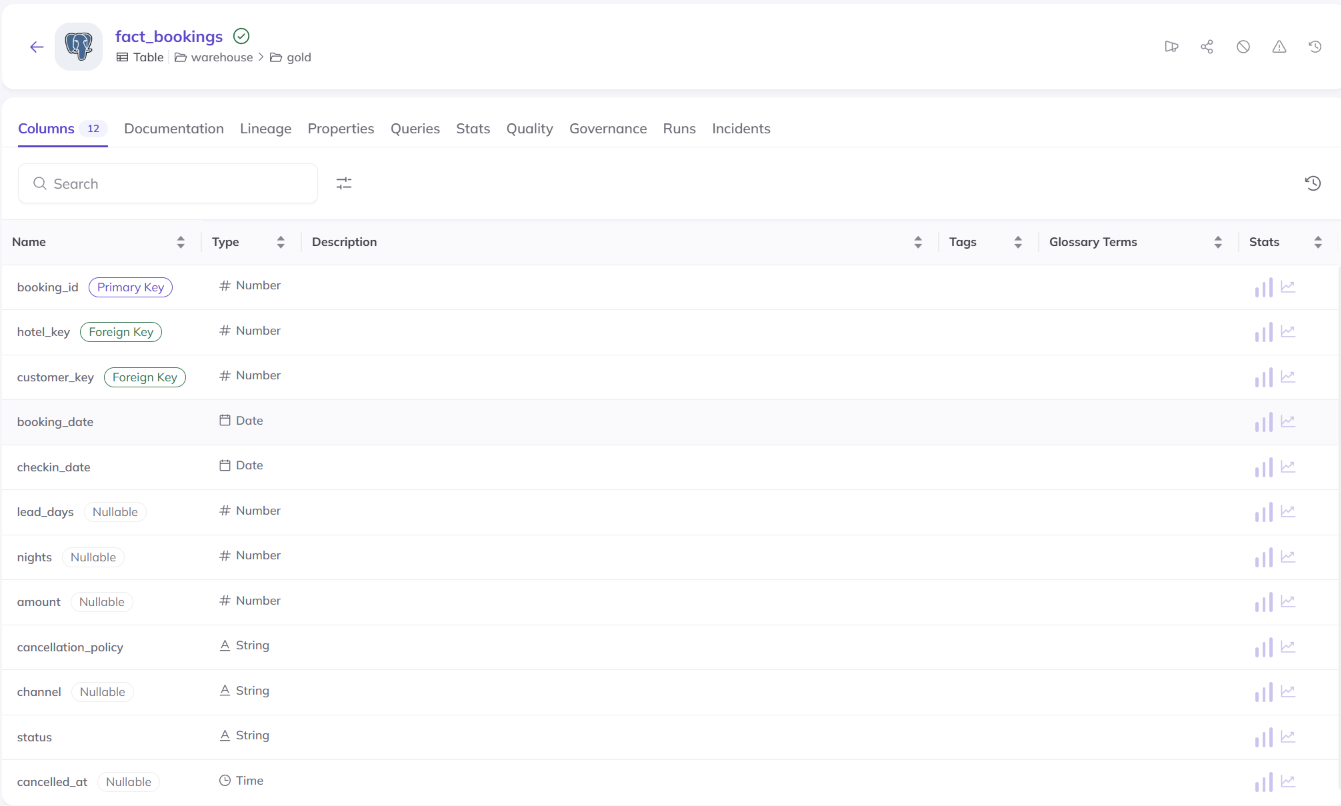 fact_bookings
Table warehouse > gold
Columns 12 Documentation Lineage Properties Queries Stats Quality Governance Runs Incidents
Search
Name Type Description Tags Glossary Terms Stats
booking_id Primary Key # Number
hotel_key Foreign Key # Number
customer_key Foreign Key # Number
booking_date Date
checkin_date Date
lead_days Nullable # Number
nights Nullable # Number
amount Nullable # Number
cancellation_policy A String
channel Nullable A String
status A String
cancelled_at Nullable Time